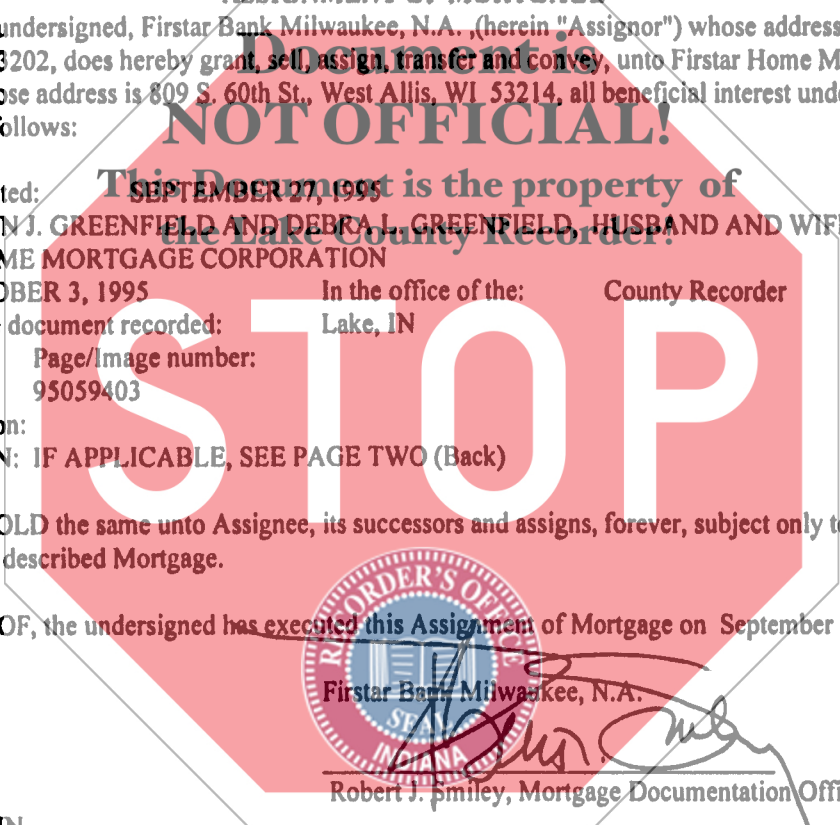 undersigned, Firstar Bank Milwaukee, N.A. ,(herein "Assignor") whose address
3202, does hereby grant, sell, assign, transfer and convey, unto Firstar Home M
ose address is 809 S. 60th St., West Allis, WI 53214, all beneficial interest und
ollows:
Document is
NOT OFFICIAL!
This Document is the property of
the Lake County Recorder!
ted: SEPTEMBER 27, 1995
N J. GREENFIELD AND DEBRA L. GREENFIELD, HUSBAND AND WIF
ME MORTGAGE CORPORATION
OBER 3, 1995 In the office of the: County Recorder
document recorded: Lake, IN
Page/Image number:
95059403
on:
N: IF APPLICABLE, SEE PAGE TWO (Back)
STOP
OLD the same unto Assignee, its successors and assigns, forever, subject only t
described Mortgage.
OF, the undersigned has executed this Assignment of Mortgage on September
RECORDER'S OFFICE
SEAL
INDIANA
Firstar Bank Milwaukee, N.A.
Robert J. Smiley, Mortgage Documentation Offi